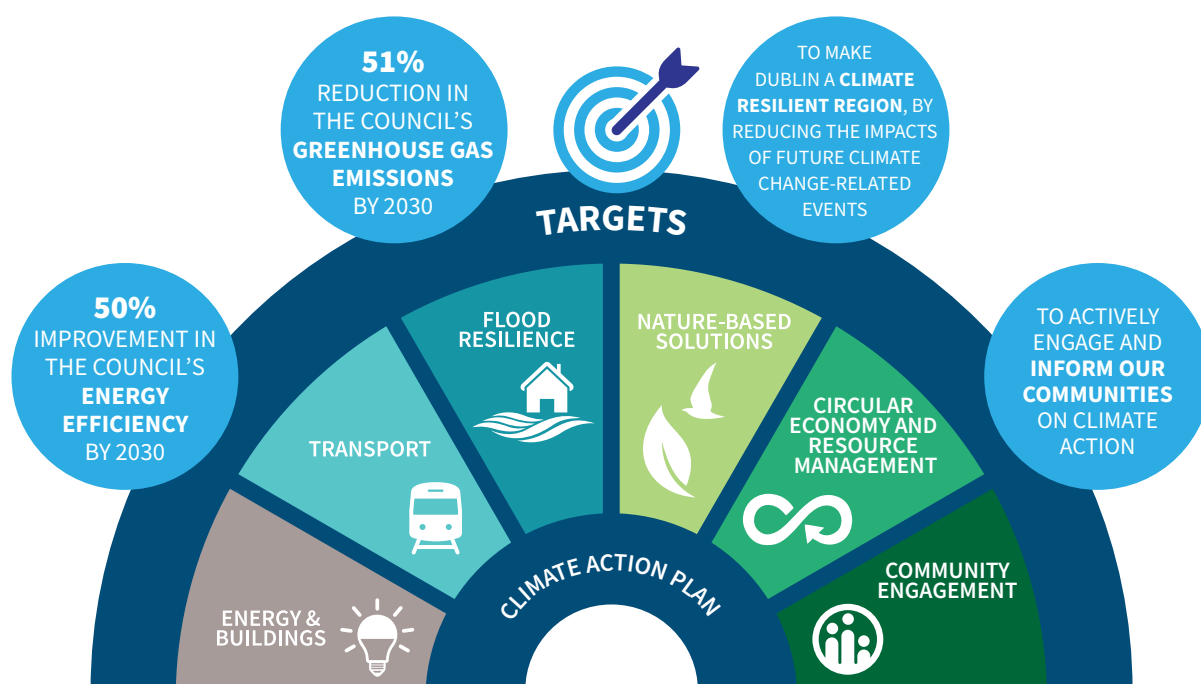 50%
IMPROVEMENT IN
THE COUNCIL'S
ENERGY
EFFICIENCY
BY 2030
51%
REDUCTION IN
THE COUNCIL'S
GREENHOUSE GAS
EMISSIONS
BY 2030
TO MAKE
DUBLIN A CLIMATE
RESILIENT REGION, BY
REDUCING THE IMPACTS
OF FUTURE CLIMATE
CHANGE-RELATED
EVENTS
TO ACTIVELY
ENGAGE AND
INFORM OUR
COMMUNITIES
ON CLIMATE
ACTION
TARGETS
ENERGY &
BUILDINGS
TRANSPORT
FLOOD
RESILIENCE
NATURE-BASED
SOLUTIONS
CIRCULAR
ECONOMY AND
RESOURCE
MANAGEMENT
COMMUNITY
ENGAGEMENT
CLIMATE ACTION PLAN